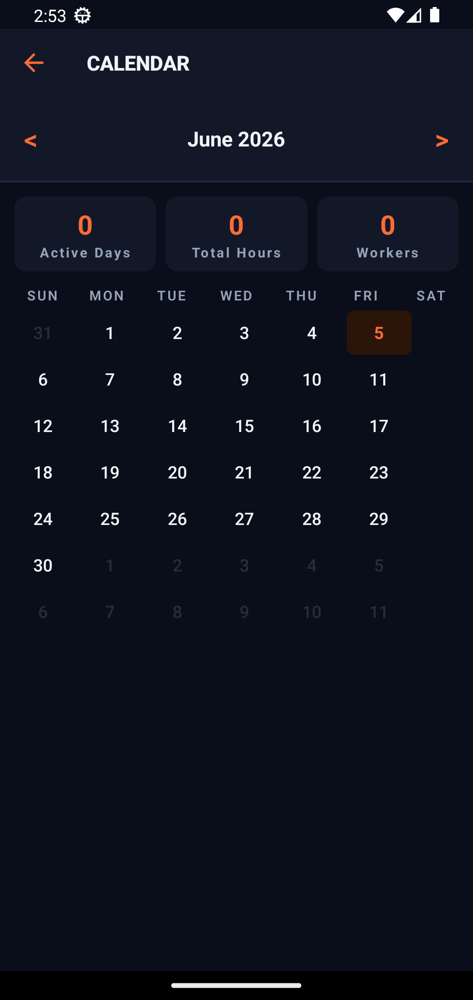 2:53
CALENDAR
< June 2026 >
0 0 0
Active Days Total Hours Workers
SUN MON TUE WED THU FRI SAT
31 1 2 3 4 5
6 7 8 9 10 11
12 13 14 15 16 17
18 19 20 21 22 23
24 25 26 27 28 29
30 1 2 3 4 5
6 7 8 9 10 11